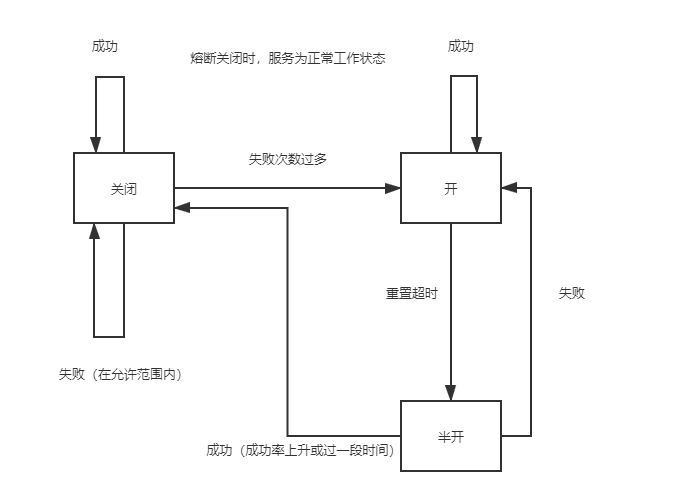 成功
成功
熔断关闭时，服务为正常工作状态
失败次数过多
关闭
开
重置超时
失败
失败（在允许范围内）
半开
成功（成功率上升或过一段时间）